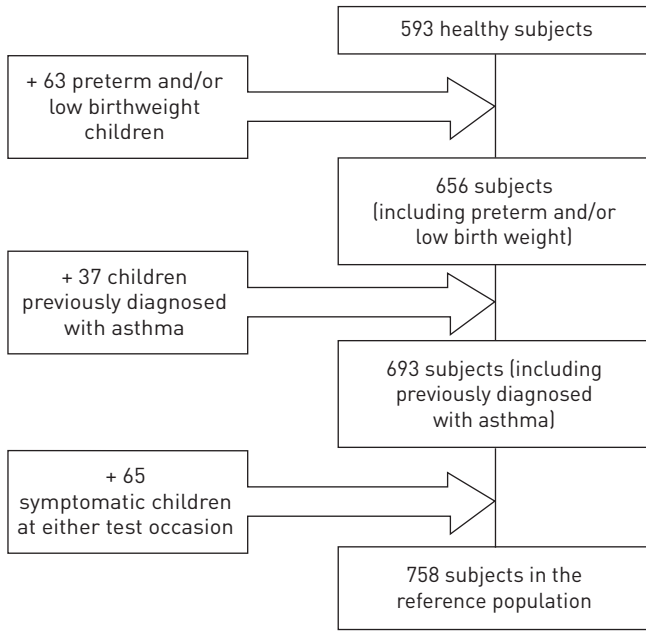 593 healthy subjects
+ 63 preterm and/or
low birthweight
children
656 subjects
(including preterm and/or
low birth weight)
+ 37 children
previously diagnosed
with asthma
693 subjects (including
previously diagnosed
with asthma)
+ 65
symptomatic children
at either test occasion
758 subjects in the
reference population